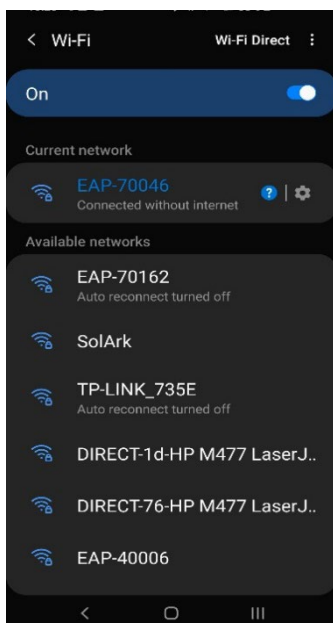 Wi-Fi Wi-Fi Direct
On
Current network
EAP-70046
Connected without internet
Available networks
EAP-70162
Auto reconnect turned off
SolArk
TP-LINK_735E
Auto reconnect turned off
DIRECT-1d-HP M477 LaserJ..
DIRECT-76-HP M477 LaserJ..
EAP-40006